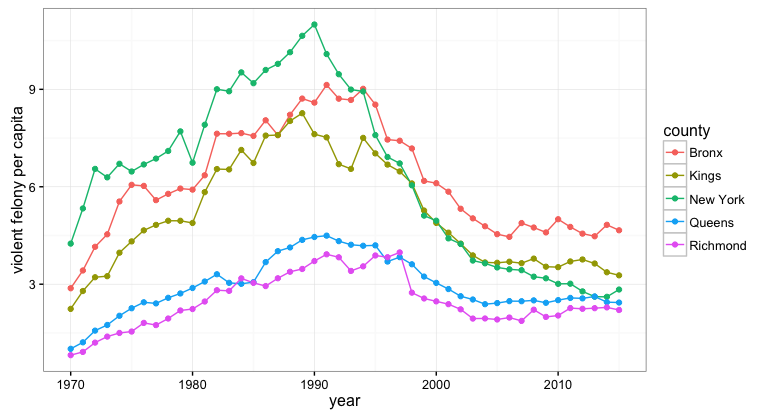 violent felony per capita
9
6
3
1970
1980
1990
2000
2010
year
county
Bronx
Kings
New York
Queens
Richmond